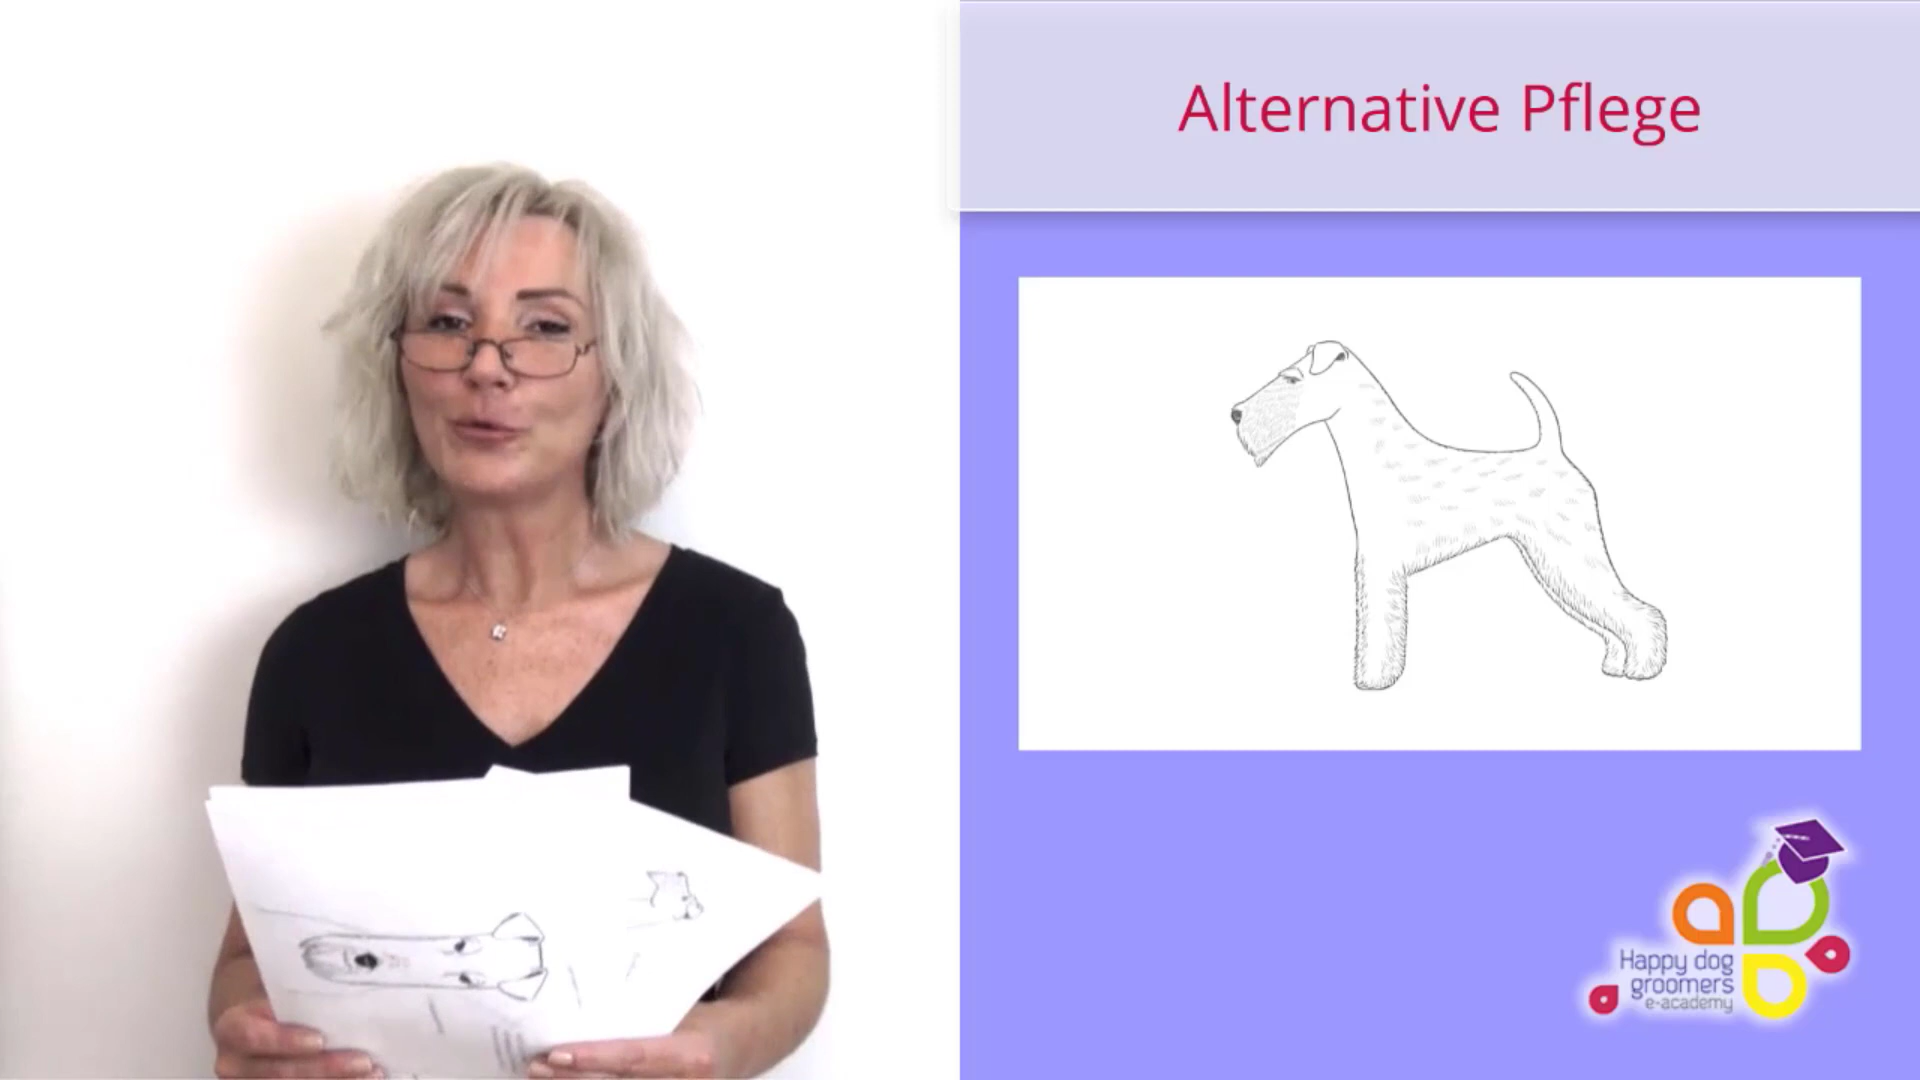 Alternative Pflege
Happy dog
groomers
e-academy